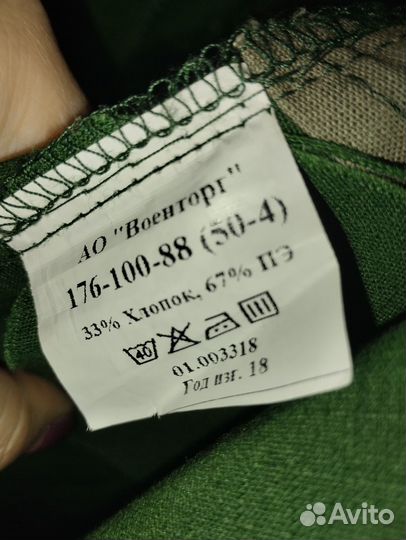 АО "Военторг"
176-100-88 (50-4)
33% Хлопок, 67% ПЭ
40
01.003318
Год изг. 18
Avito